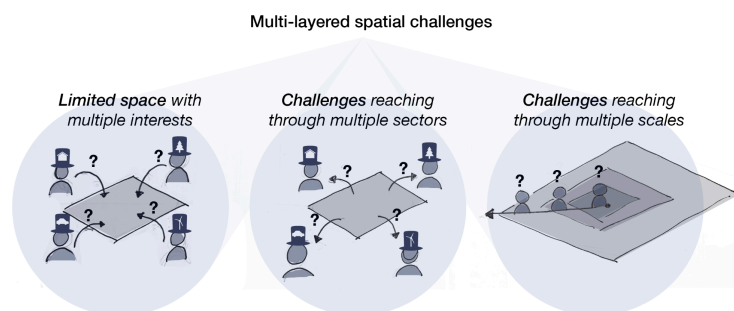 Multi-layered spatial challenges
Limited space with
multiple interests
Challenges reaching
through multiple sectors
Challenges reaching
through multiple scales
?
?
?
?
?
?
?
?
?
?
?